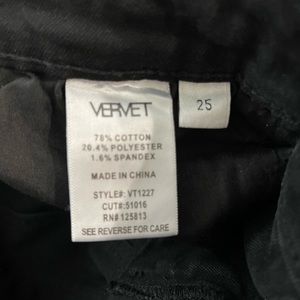 VERVET
25
78% COTTON
20.4% POLYESTER
1.6% SPANDEX
MADE IN CHINA
STYLE#: VT1227
CUT#: 51016
RN# 125813
SEE REVERSE FOR CARE